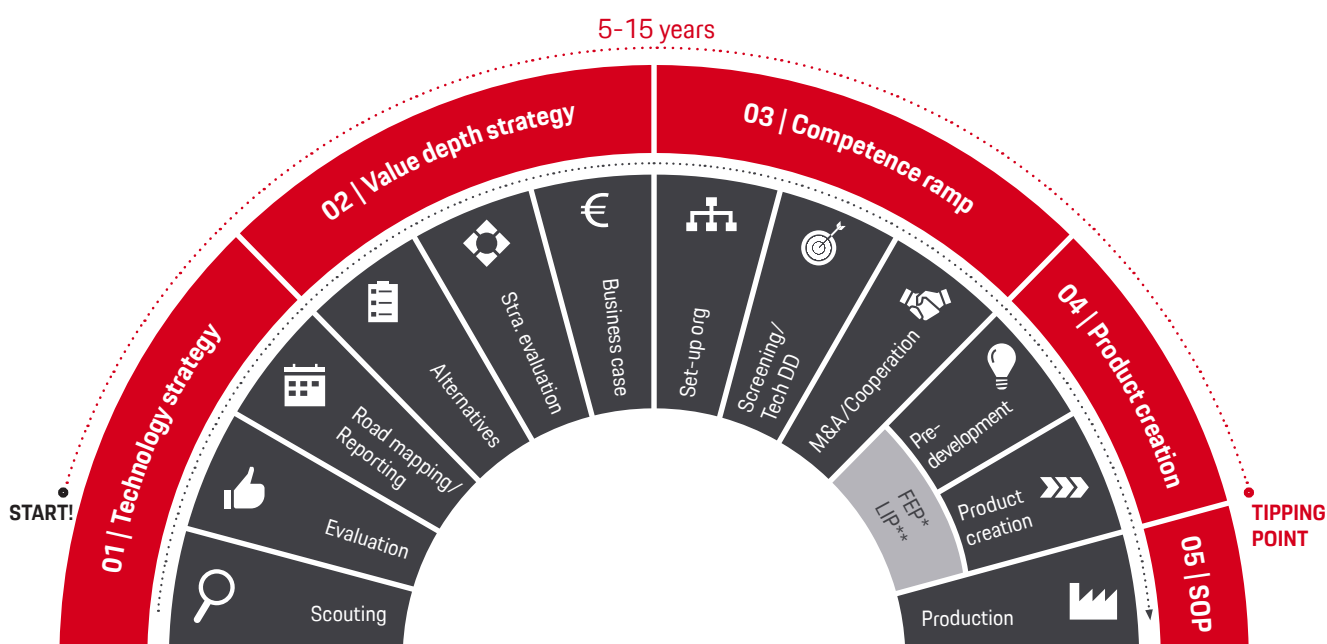 5-15 years
START!
01 | Technology strategy
02 | Value depth strategy
03 | Competence ramp
04 | Product creation
05 | SOP
TIPPING
POINT
Scouting
Evaluation
Road mapping/
Reporting
Alternatives
Stra. evaluation
€
Business case
Set-up org
Screening/
Tech DD
M&A/Cooperation
Pre-
development
Product
creation
FEP*
LIP**
Production